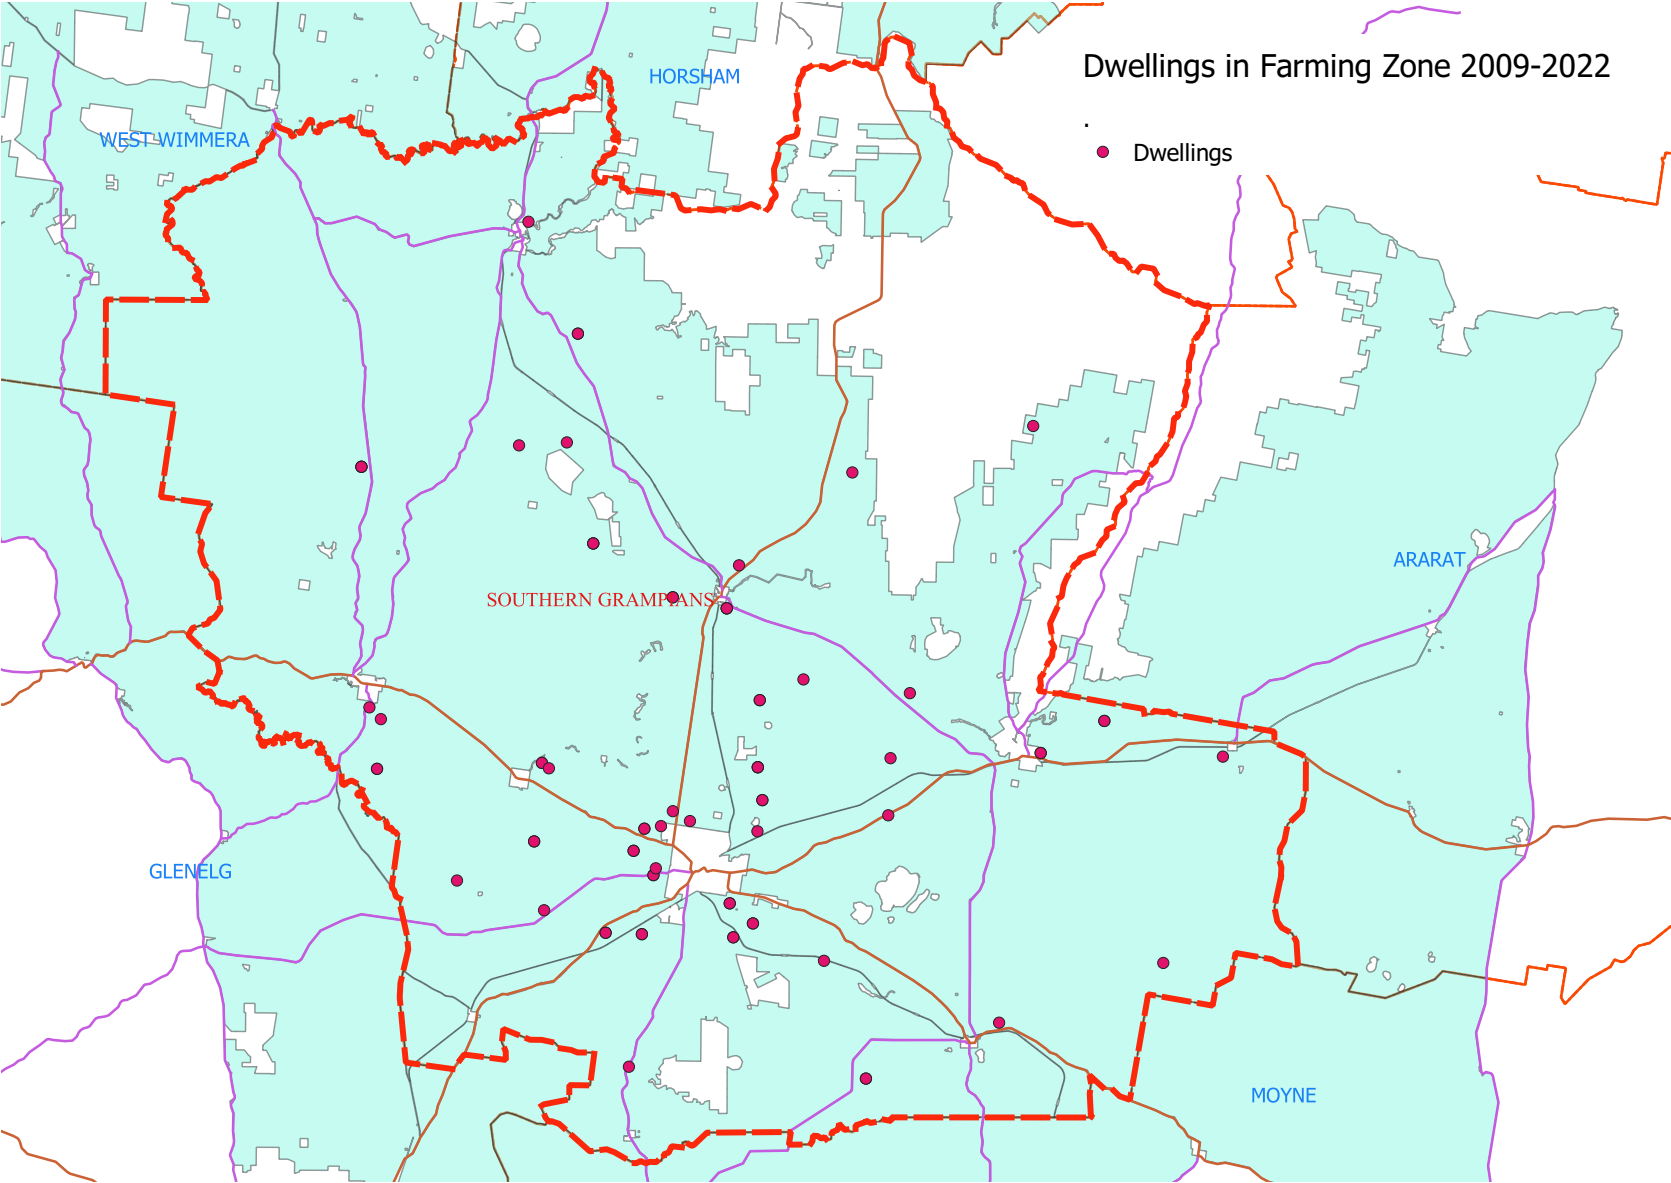 HORSHAM
Dwellings in Farming Zone 2009-2022
.
WEST WIMMERA
Dwellings
ARARAT
SOUTHERN GRAMPIANS
GLENELG
MOYNE